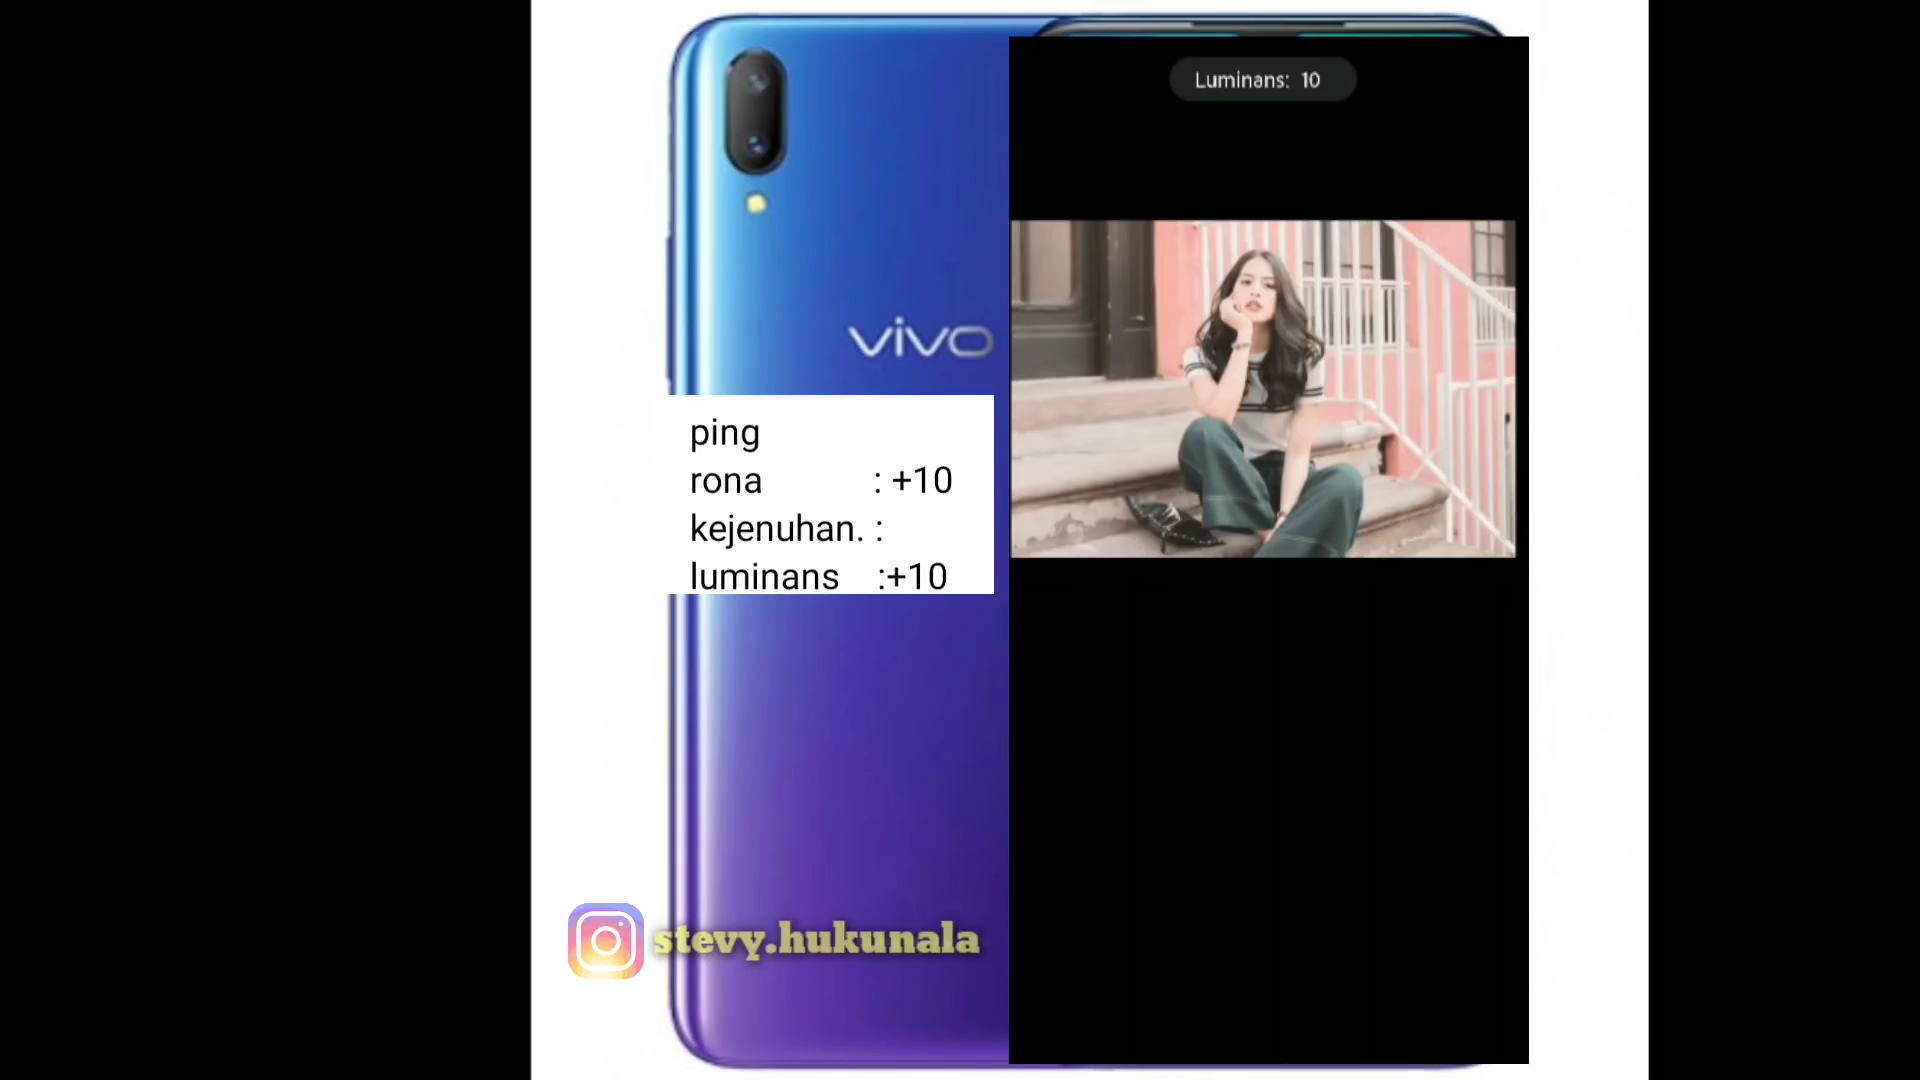 Luminans: 10
vivo
ping
rona : +10
kejenuhan. :
luminans :+10
stevy.hukunala